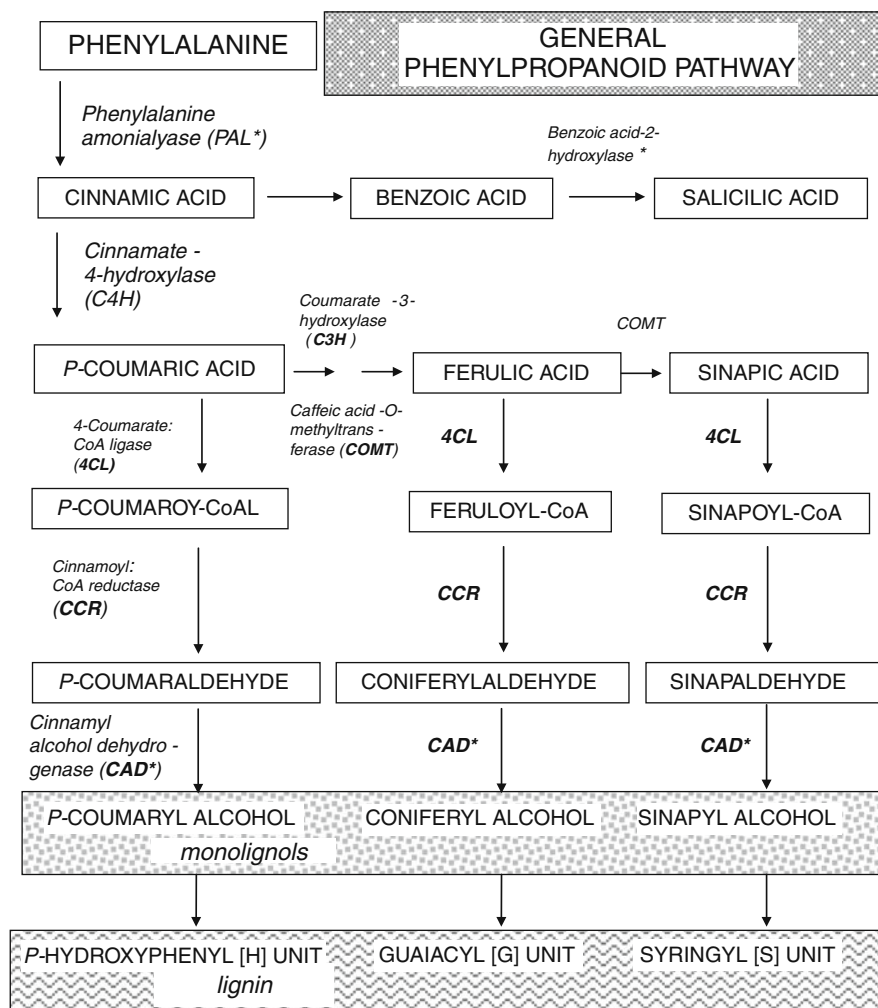 PHENYLALANINE
GENERAL
PHENYLPROPANOID PATHWAY
Phenylalanine
amonialyase (PAL*)
Benzoic acid-2-
hydroxylase *
CINNAMIC ACID
BENZOIC ACID
SALICILIC ACID
Cinnamate -
4-hydroxylase
(C4H)
Coumarate -3-
hydroxylase
(C3H )
COMT
P-COUMARIC ACID
FERULIC ACID
SINAPIC ACID
4-Coumarate:
CoA ligase
(4CL)
Caffeic acid -O-
methyltrans -
ferase (COMT)
4CL
4CL
P-COUMAROY-CoAL
FERULOYL-CoA
SINAPOYL-CoA
Cinnamoyl:
CoA reductase
(CCR)
CCR
CCR
P-COUMARALDEHYDE
CONIFERYLALDEHYDE
SINAPALDEHYDE
Cinnamyl
alcohol dehydro -
genase (CAD*)
CAD*
CAD*
P-COUMARYL ALCOHOL
CONIFERYL ALCOHOL
SINAPYL ALCOHOL
monolignols
P-HYDROXYPHENYL [H] UNIT
GUAIACYL [G] UNIT
SYRINGYL [S] UNIT
lignin